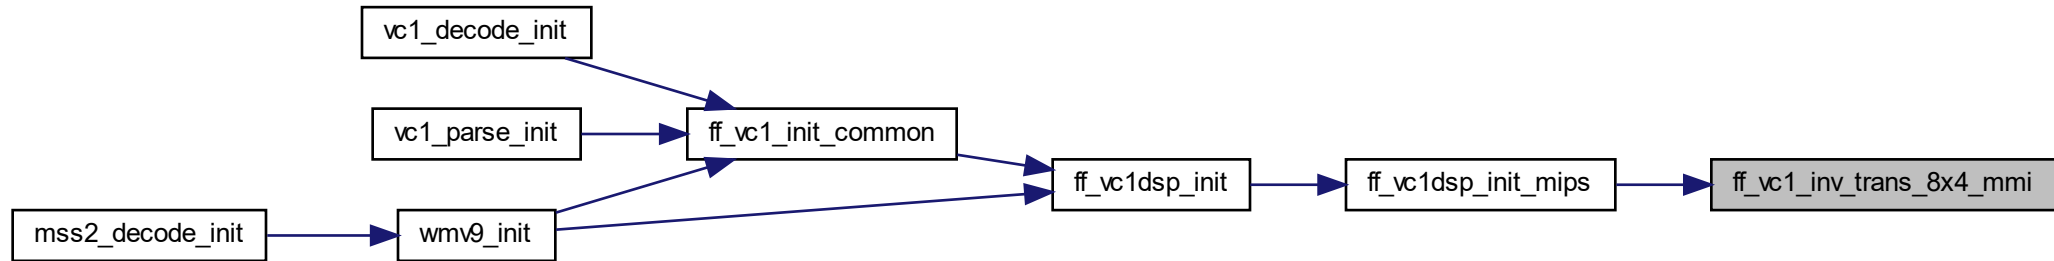 vc1_decode_init
vc1_parse_init
ff_vc1_init_common
ff_vc1dsp_init
ff_vc1dsp_init_mips
ff_vc1_inv_trans_8x4_mmi
mss2_decode_init
wmv9_init